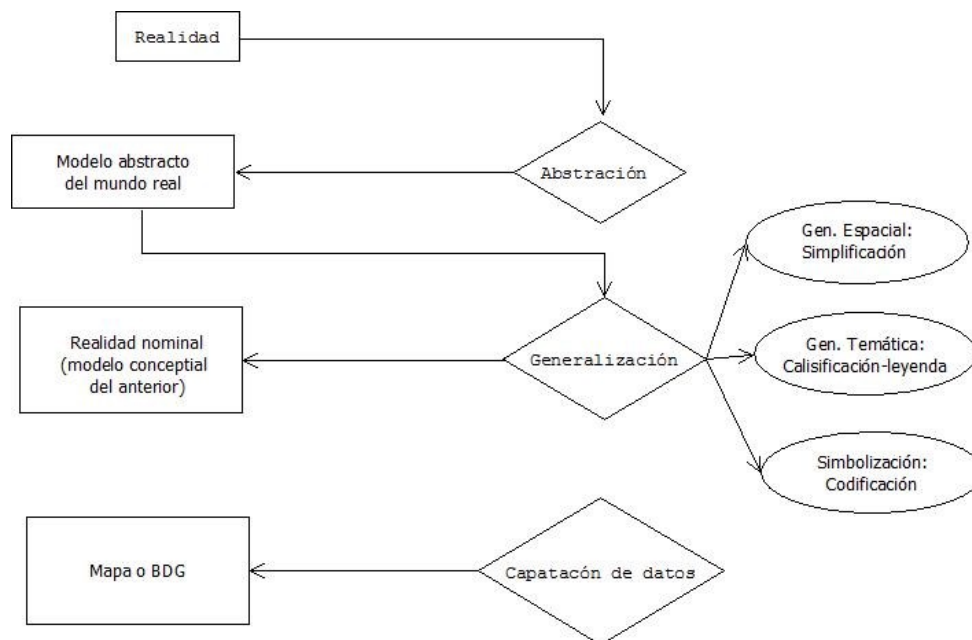 Realidad
Abstración
Modelo abstracto
del mundo real
Gen. Espacial:
Simplificación
Generalización
Realidad nominal
(modelo conceptial
del anterior)
Gen. Temática:
Calisificación-leyenda
Simbolización:
Codificación
Capatacón de datos
Mapa o BDG